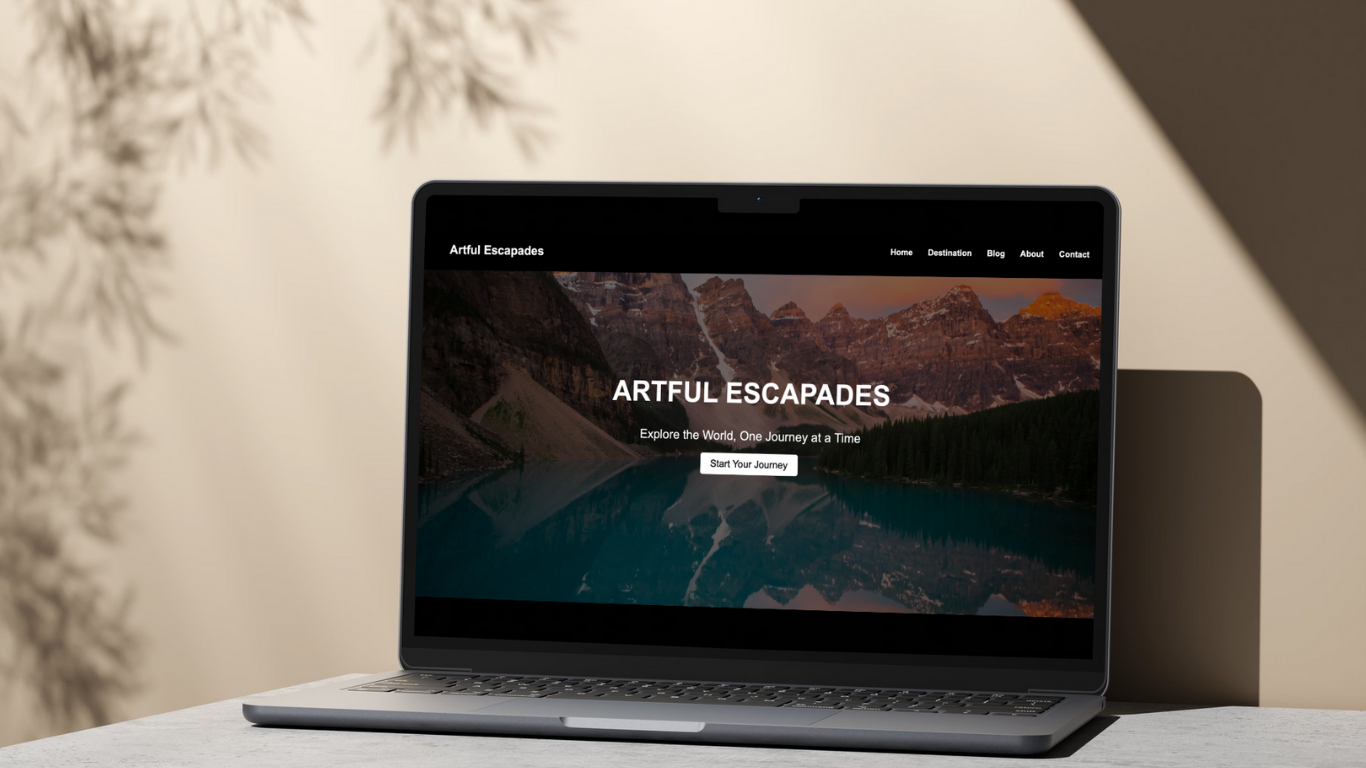 Artful Escapades
Home Destination Blog About Contact
ARTFUL ESCAPADES
Explore the World, One Journey at a Time
Start Your Journey